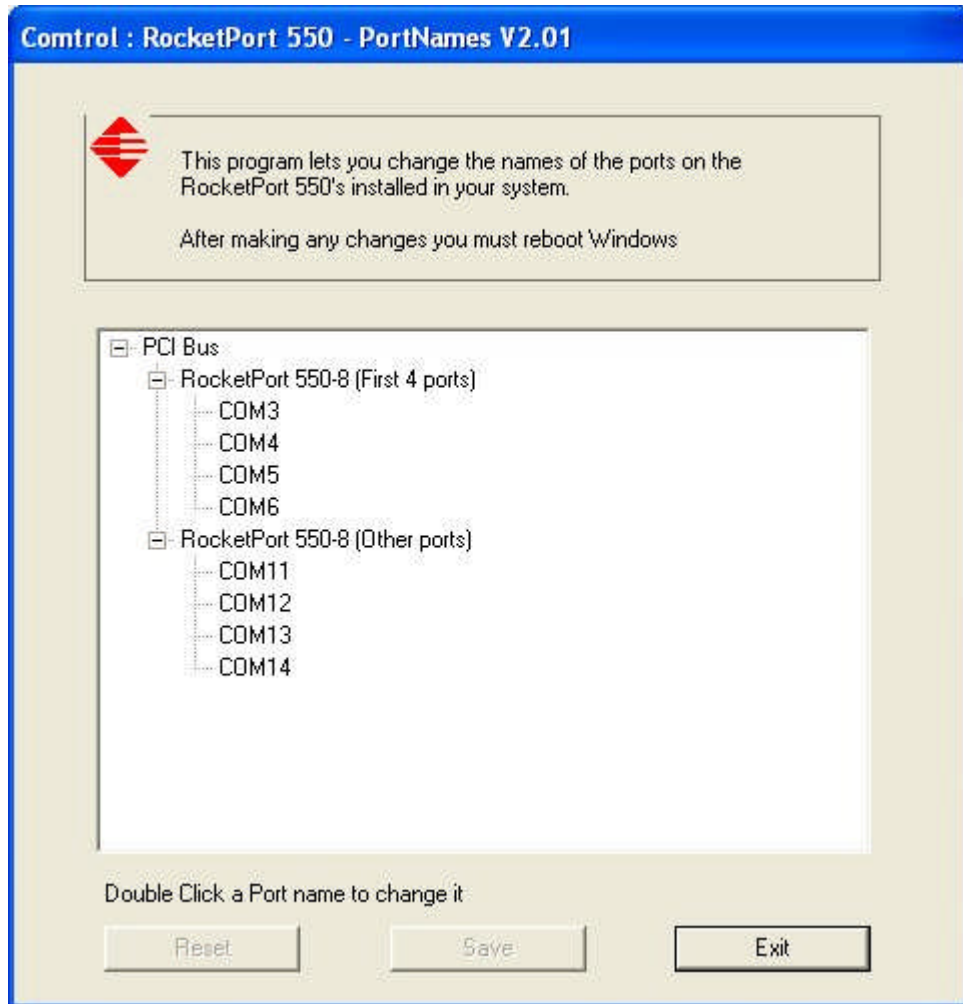 Comtrol : RocketPort 550 - PortNames V2.01
This program lets you change the names of the ports on the
RocketPort 550's installed in your system.
After making any changes you must reboot Windows
PCI Bus
RocketPort 550-8 (First 4 ports)
COM3
COM4
COM5
COM6
RocketPort 550-8 (Other ports)
COM11
COM12
COM13
COM14
Double Click a Port name to change it
Reset Save Exit